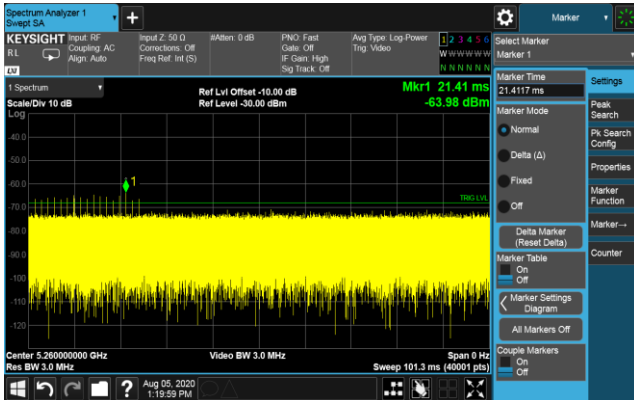 Spectrum Analyzer 1
Swept SA
+
Marker
KEYSIGHT
RL
LXI
Input: RF
Coupling: AC
Align: Auto
Input Z: 50 Ω
Corrections: Off
Freq Ref: Int (S)
#Atten: 0 dB
PNO: Fast
Gate: Off
IF Gain: High
Sig Track: Off
Avg Type: Log-Power
Trig: Video
1 2 3 4 5 6
W W W W W W
N N N N N N
Select Marker
Marker 1
1 Spectrum
Scale/Div 10 dB
Log
Ref Lvl Offset -10.00 dB
Ref Level -30.00 dBm
Mkr1 21.41 ms
-63.98 dBm
-40.0
-50.0
-60.0
-70.0
-80.0
-90.0
-100
-110
-120
1
TRIG LVL
Center 5.260000000 GHz
Res BW 3.0 MHz
Video BW 3.0 MHz
Span 0 Hz
Sweep 101.3 ms (40001 pts)
Marker Time
21.4117 ms
Marker Mode
Normal
Delta (Δ)
Fixed
Off
Delta Marker
(Reset Delta)
Marker Table
On
Off
Marker Settings
Diagram
All Markers Off
Couple Markers
On
Off
Settings
Peak
Search
Pk Search
Config
Properties
Marker
Function
Marker→
Counter
?
Aug 05, 2020
1:19:59 PM